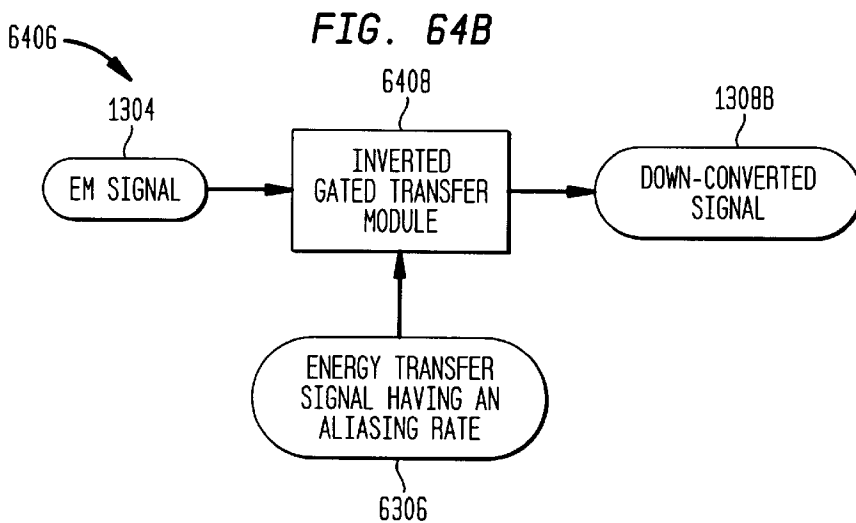 FIG. 64B
6406
1304
6408
1308B
EM SIGNAL
INVERTED
GATED TRANSFER
MODULE
DOWN-CONVERTED
SIGNAL
ENERGY TRANSFER
SIGNAL HAVING AN
ALIASING RATE
6306